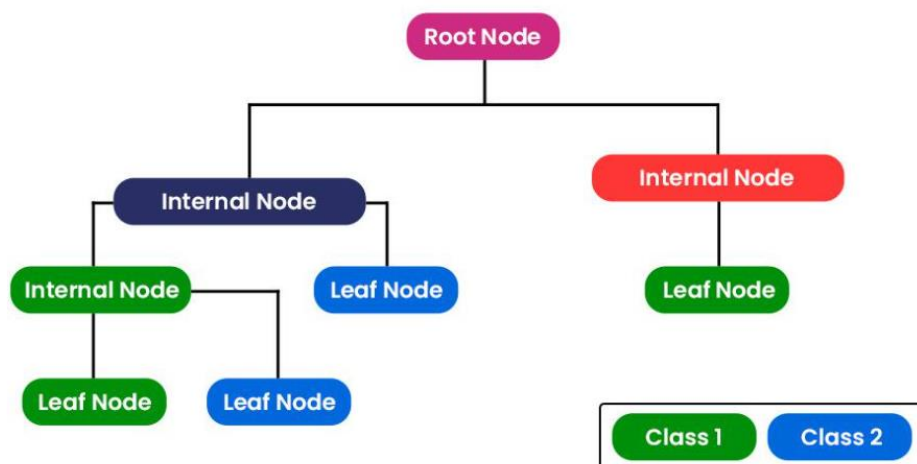 Root Node
Internal Node
Internal Node
Internal Node
Leaf Node
Leaf Node
Leaf Node
Leaf Node
Class 1
Class 2